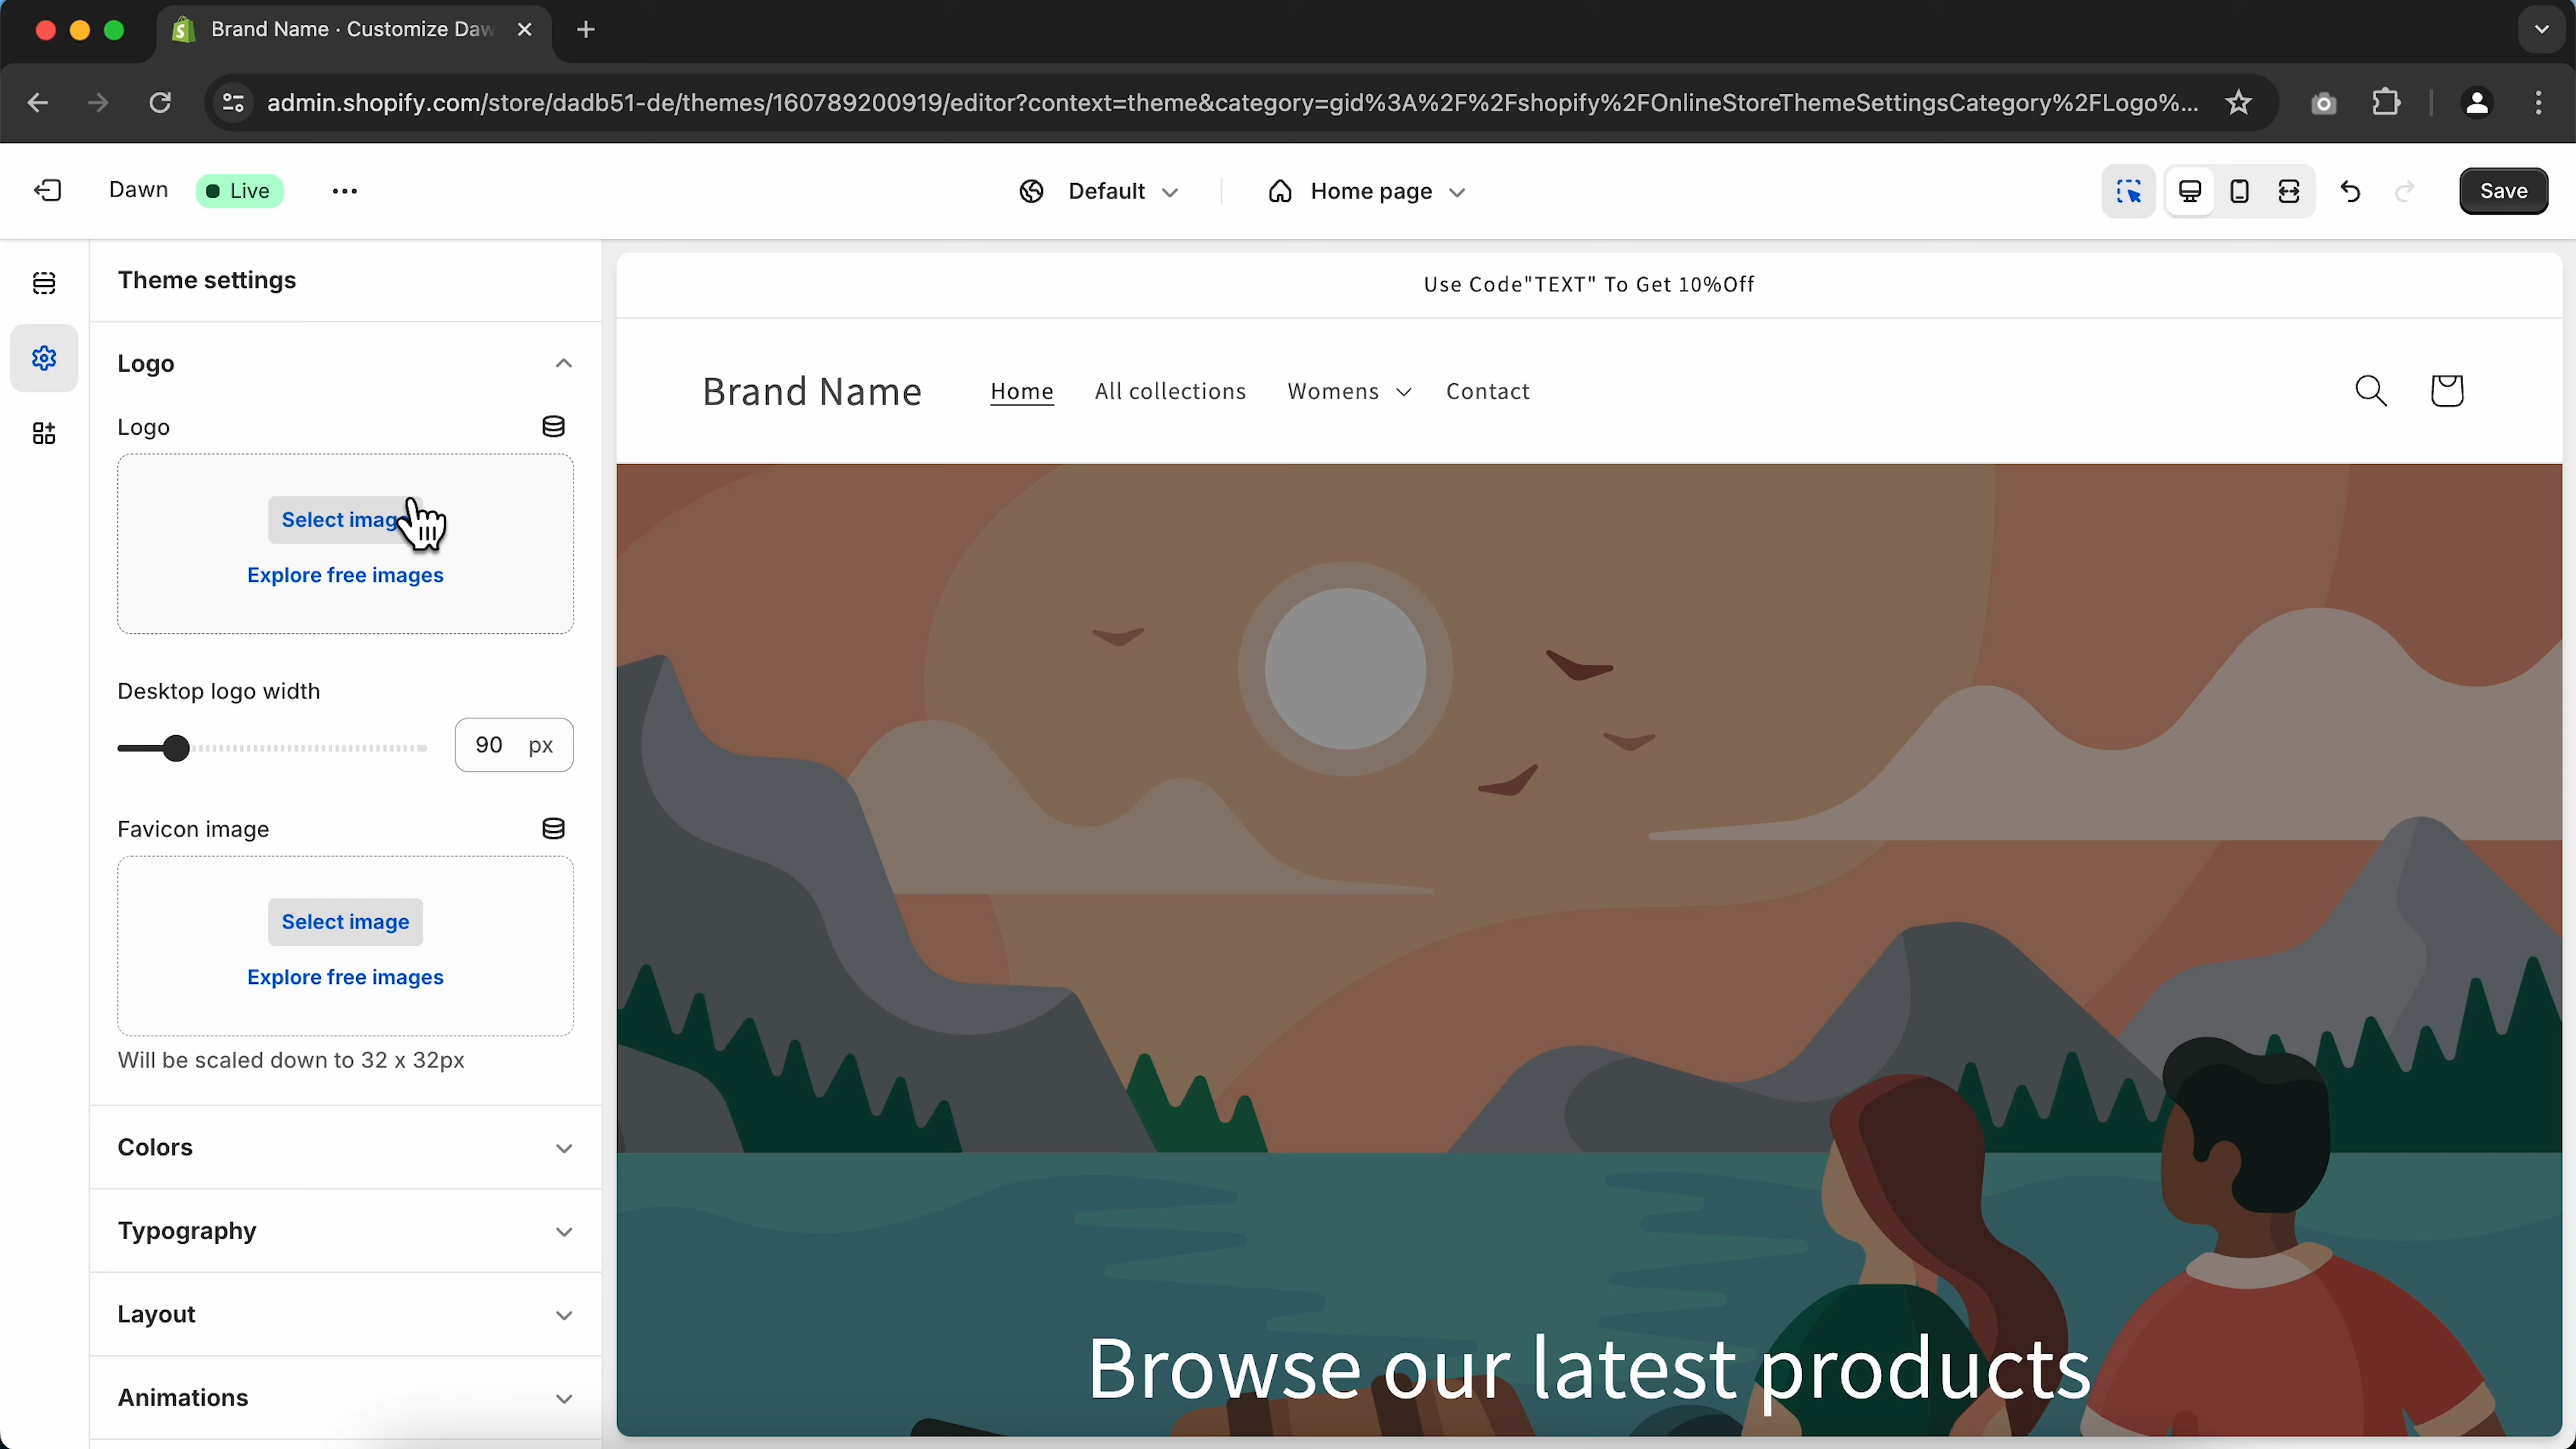 Brand Name · Customize Daw
admin.shopify.com/store/dadb51-de/themes/160789200919/editor?context=theme&category=gid%3A%2F%2Fshopify%2FOnlineStoreThemeSettingsCategory%2FLogo%...
Dawn
Live
Default
Home page
Save
Theme settings
Logo
Logo
Select imag
Explore free images
Desktop logo width
90 px
Favicon image
Select image
Explore free images
Will be scaled down to 32 x 32px
Colors
Typography
Layout
Animations
Use Code"TEXT" To Get 10%Off
Brand Name
Home
All collections
Womens
Contact
Browse our latest products